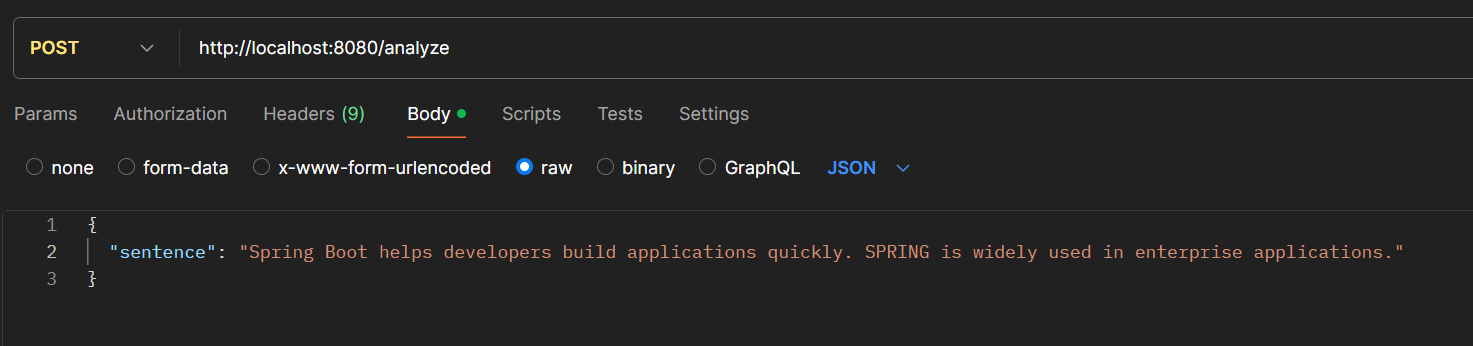 POST http://localhost:8080/analyze
Params Authorization Headers (9) Body Scripts Tests Settings
none form-data x-www-form-urlencoded raw binary GraphQL JSON
1 {
2 "sentence": "Spring Boot helps developers build applications quickly. SPRING is widely used in enterprise applications."
3 }